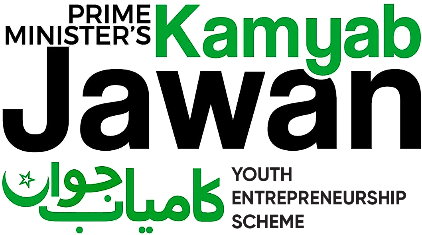 PRIME
MINISTER'S Kamyab
Jawan
کامیاب جوان
YOUTH
ENTREPRENEURSHIP
SCHEME